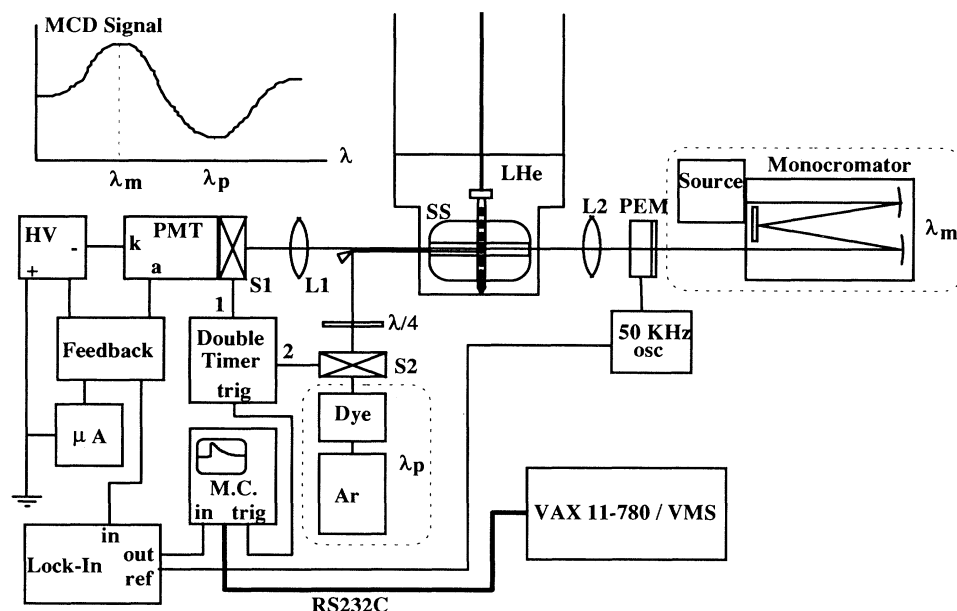 MCD Signal
λ
λm
λp
LHe
SS
L2
PEM
Source
Monocromator
λm
HV
-
+
k
PMT
a
S1
L1
1
Feedback
Double
Timer
trig
2
λ/4
S2
50 KHz
osc
μ A
Dye
λp
Ar
M.C.
in
trig
VAX 11-780 / VMS
in
out
ref
Lock-In
RS232C